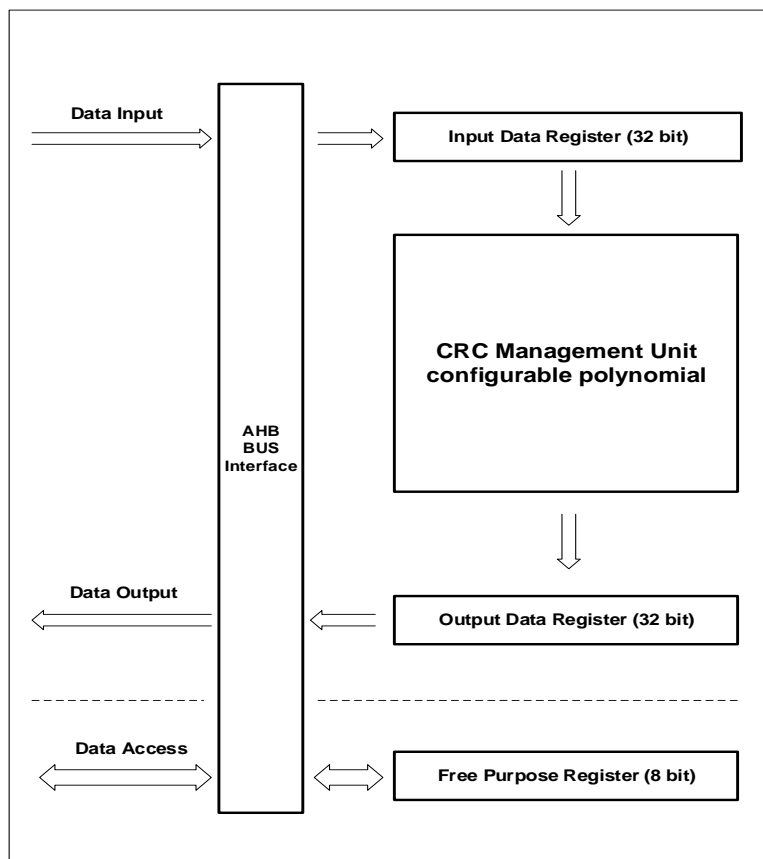 Data Input
Input Data Register (32 bit)
CRC Management Unit
configurable polynomial
AHB
BUS
Interface
Data Output
Output Data Register (32 bit)
Data Access
Free Purpose Register (8 bit)